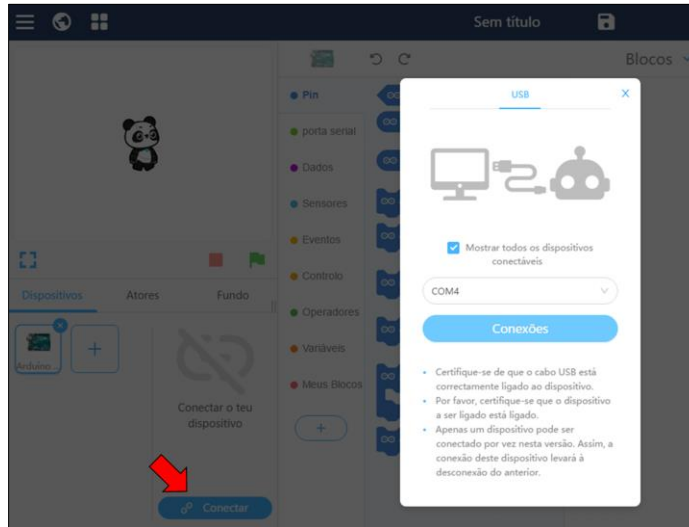 Sem título
Blocos
Pin
porta serial
Dados
Sensores
Eventos
Controlo
Operadores
Variáveis
Meus Blocos
Dispositivos
Atores
Fundo
Arduino
Conectar o teu
dispositivo
Conectar
USB
X
Mostrar todos os dispositivos
conectáveis
COM4
Conexões
Certifique-se de que o cabo USB está
correctamente ligado ao dispositivo.
Por favor, certifique-se que o dispositivo
a ser ligado está ligado.
Apenas um dispositivo pode ser
conectado por vez nesta versão. Assim, a
conexão deste dispositivo levará à
desconexão do anterior.